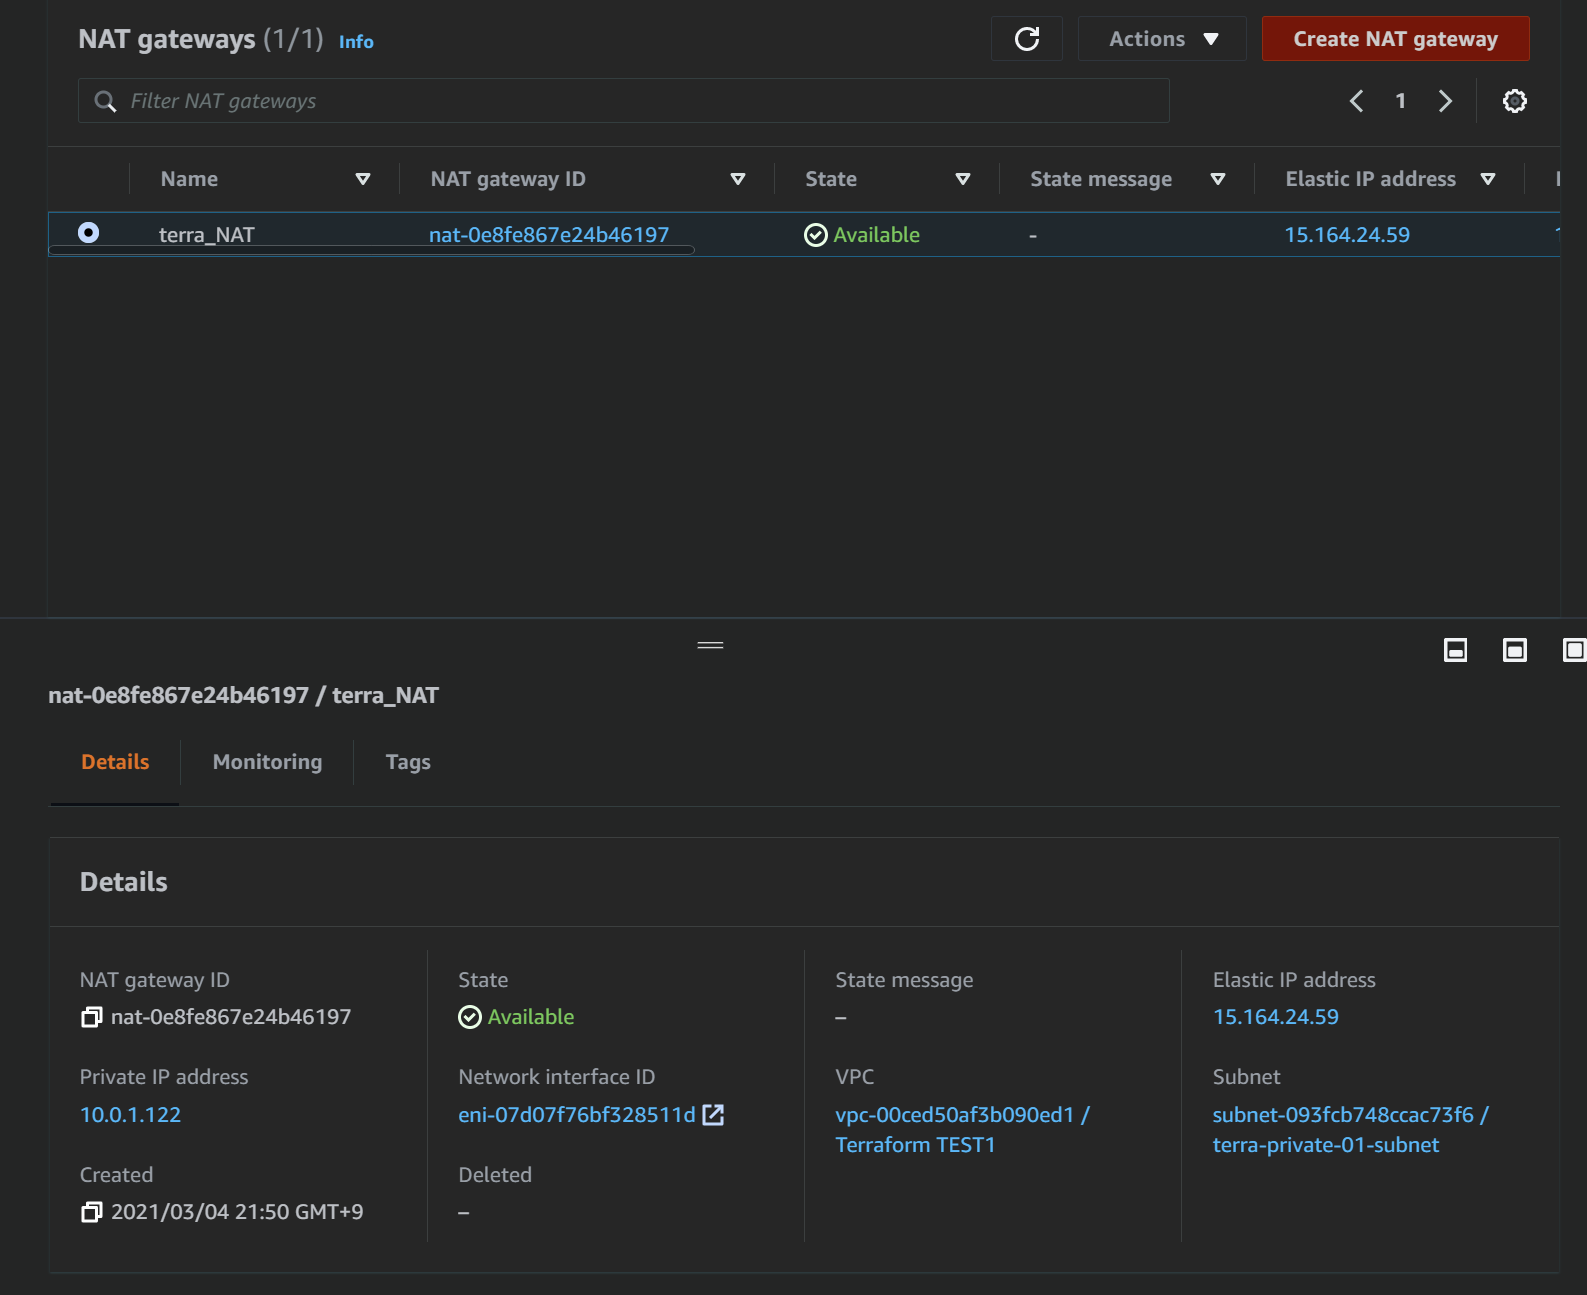 NAT gateways (1/1) Info
Actions
Create NAT gateway
Filter NAT gateways
1
Name
NAT gateway ID
State
State message
Elastic IP address
terra_NAT
nat-0e8fe867e24b46197
Available
-
15.164.24.59
nat-0e8fe867e24b46197 / terra_NAT
Details
Monitoring
Tags
Details
NAT gateway ID
nat-0e8fe867e24b46197
State
Available
State message
–
Elastic IP address
15.164.24.59
Private IP address
10.0.1.122
Network interface ID
eni-07d07f76bf328511d
VPC
vpc-00ced50af3b090ed1 /
Terraform TEST1
Subnet
subnet-093fcb748ccac73f6 /
terra-private-01-subnet
Created
2021/03/04 21:50 GMT+9
Deleted
–